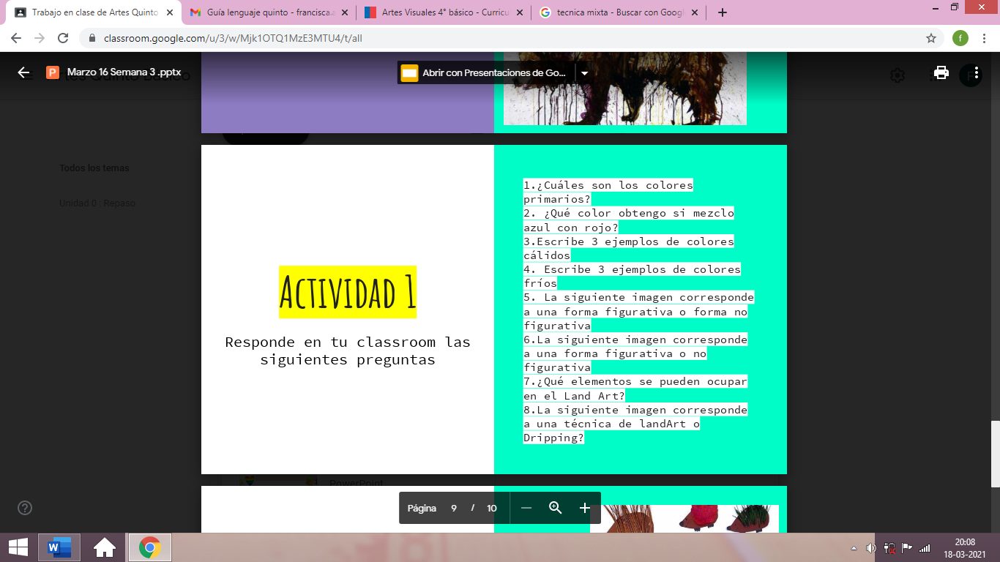 Trabajo en clase de Artes Quinto
Guía lenguaje quinto - francisca.a
Artes Visuales 4° básico - Curricu
tecnica mixta - Buscar con Googl
classroom.google.com/u/3/w/Mjk1OTQ1MzE3MTU4/t/all
f
P
Marzo 16 Semana 3 .pptx
Abrir con Presentaciones de Go...
Todos los temas
Unidad 0 : Repaso
ACTIVIDAD 1
Responde en tu classroom las
siguientes preguntas
1.¿Cuáles son los colores
primarios?
2. ¿Qué color obtengo si mezclo
azul con rojo?
3.Escribe 3 ejemplos de colores
cálidos
4. Escribe 3 ejemplos de colores
fríos
5. La siguiente imagen corresponde
a una forma figurativa o forma no
figurativa
6.La siguiente imagen corresponde
a una forma figurativa o no
figurativa
7.¿Qué elementos se pueden ocupar
en el Land Art?
8.La siguiente imagen corresponde
a una técnica de landArt o
Dripping?
PowerPoint
Página 9 / 10
W
20:08
18-03-2021